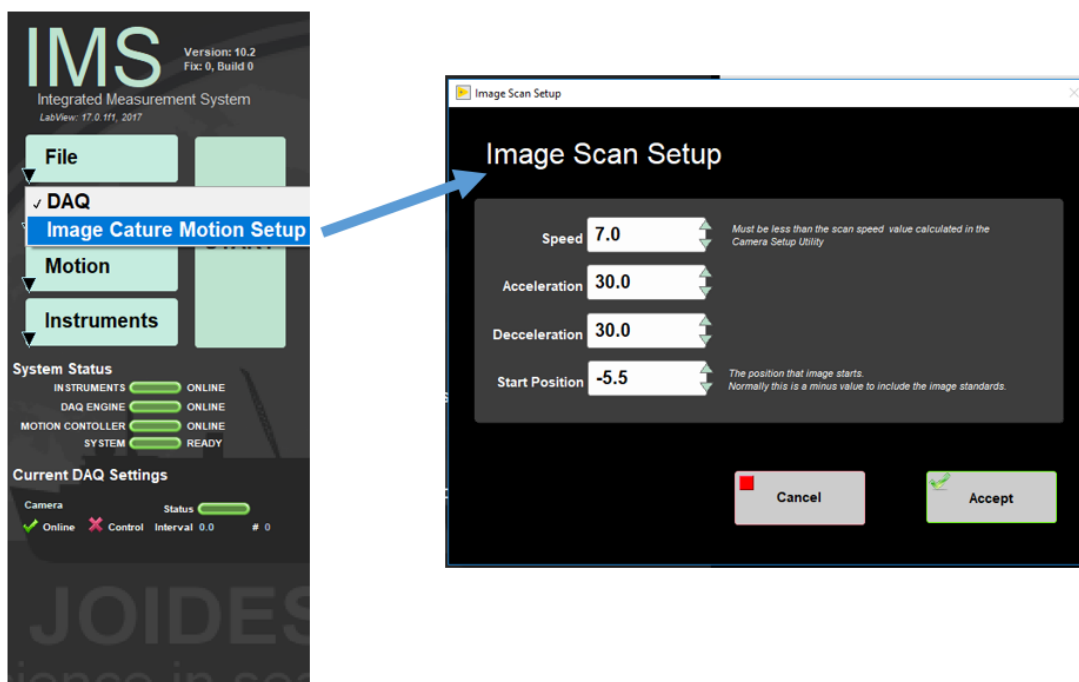 IMS
Version: 10.2
Fix: 0, Build 0
Integrated Measurement System
LabView: 17.0.1f1, 2017
File
✓ DAQ
Image Cature Motion Setup
START
Motion
Instruments
System Status
INSTRUMENTS ONLINE
DAQ ENGINE ONLINE
MOTION CONTOLLER ONLINE
SYSTEM READY
Current DAQ Settings
Camera
Status
Online Control Interval 0.0 # 0
JOIDES
Image Scan Setup
Image Scan Setup
Speed 7.0
Must be less than the scan speed value calculated in the
Camera Setup Utility
Acceleration 30.0
Decceleration 30.0
Start Position -5.5
The position that image starts.
Normally this is a minus value to include the image standards.
Cancel
Accept